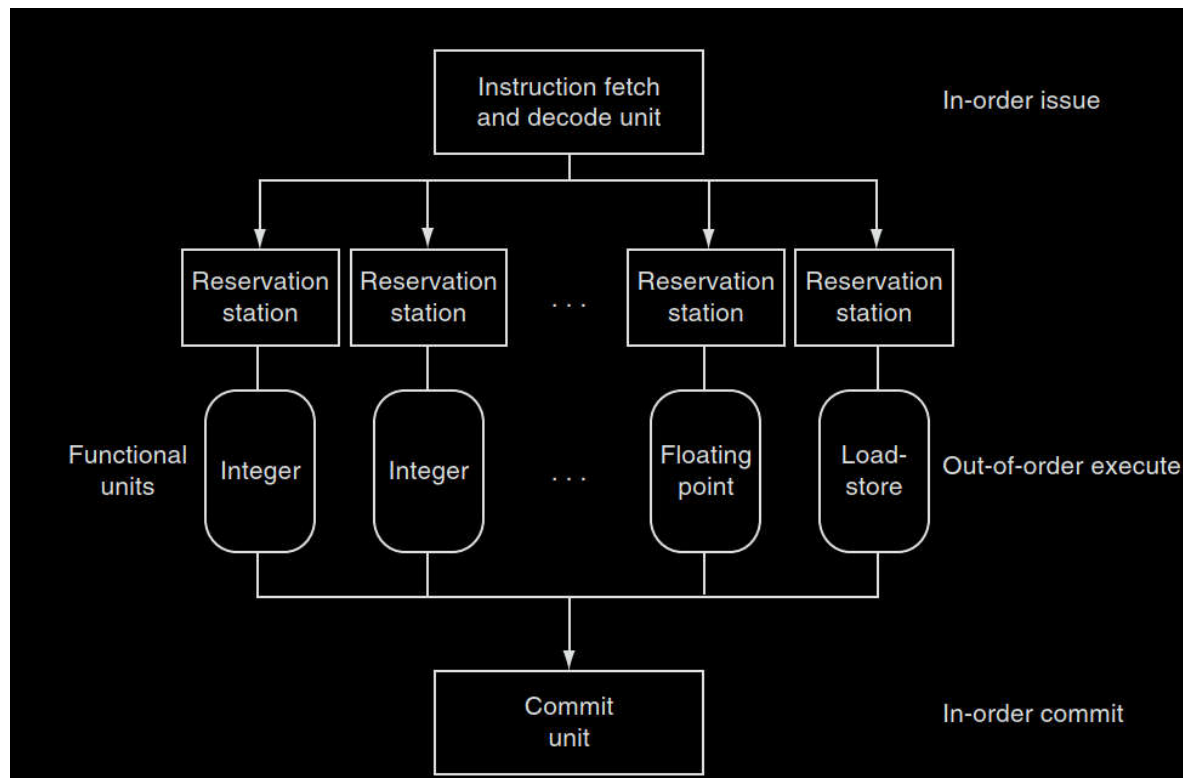 Instruction fetch
and decode unit
In-order issue
Reservation
station
Reservation
station
. . .
Reservation
station
Reservation
station
Functional
units
Integer
Integer
. . .
Floating
point
Load-
store
Out-of-order execute
Commit
unit
In-order commit